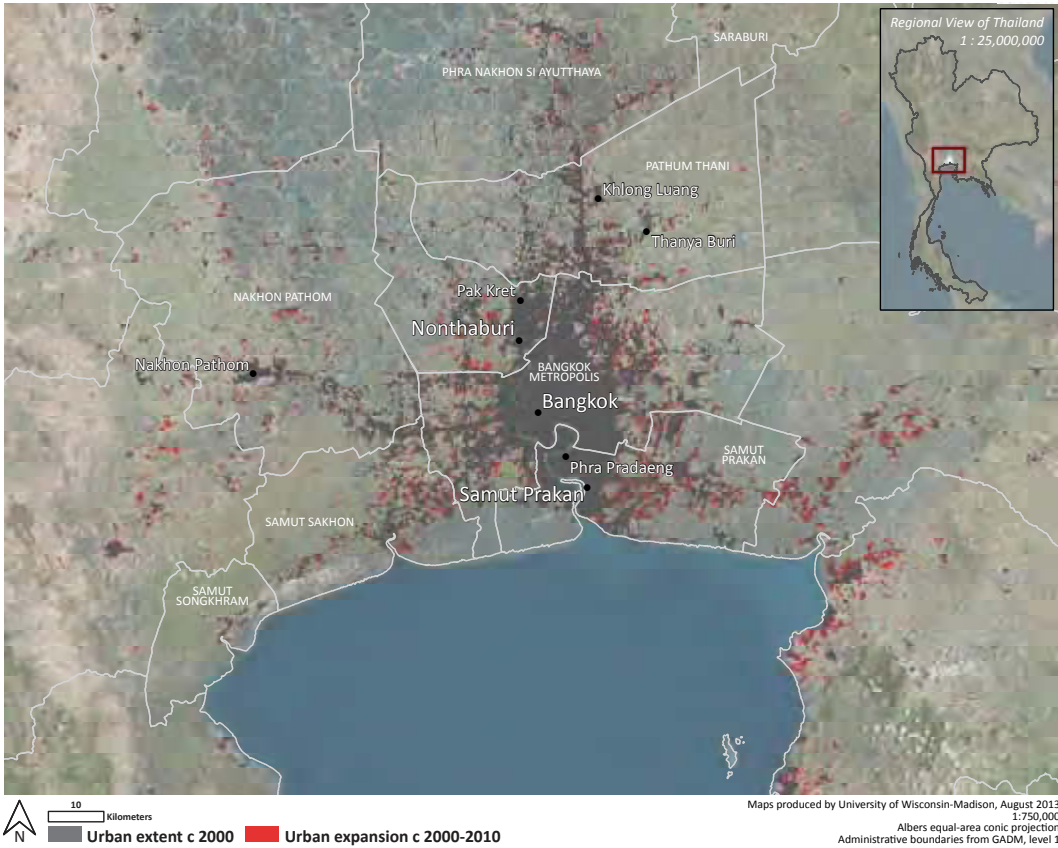 Regional View of Thailand
1 : 25,000,000
SARABURI
PHRA NAKHON SI AYUTTHAYA
PATHUM THANI
Khlong Luang
Thanya Buri
Pak Kret
NAKHON PATHOM
Nonthaburi
Nakhon Pathom
BANGKOK
METROPOLIS
Bangkok
SAMUT
PRAKAN
Phra Pradaeng
Samut Prakan
SAMUT SAKHON
SAMUT
SONGKHRAM
10
Kilometers
N
Urban extent c 2000
Urban expansion c 2000-2010
Maps produced by University of Wisconsin-Madison, August 2013
1:750,000
Albers equal-area conic projection
Administrative boundaries from GADM, level 1